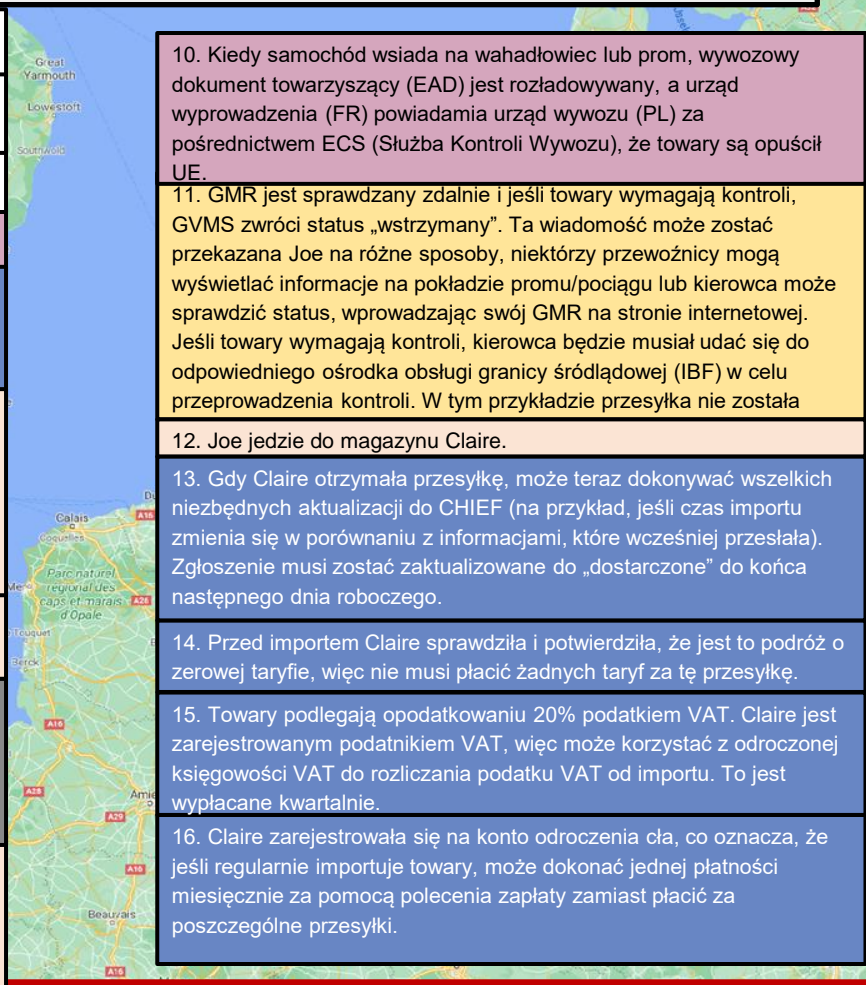 Great
Yarmouth
Lowestoft
Southwold
10. Kiedy samochód wsiada na wahadłowiec lub prom, wywozowy
dokument towarzyszący (EAD) jest rozładowywany, a urząd
wyprowadzenia (FR) powiadamia urząd wywozu (PL) za
pośrednictwem ECS (Służba Kontroli Wywozu), że towary są opuścił
UE.
11. GMR jest sprawdzany zdalnie i jeśli towary wymagają kontroli,
GVMS zwróci status „wstrzymany”. Ta wiadomość może zostać
przekazana Joe na różne sposoby, niektórzy przewoźnicy mogą
wyświetlać informacje na pokładzie promu/pociągu lub kierowca może
sprawdzić status, wprowadzając swój GMR na stronie internetowej.
Jeśli towary wymagają kontroli, kierowca będzie musiał udać się do
odpowiedniego ośrodka obsługi granicy śródlądowej (IBF) w celu
przeprowadzenia kontroli. W tym przykładzie przesyłka nie została
12. Joe jedzie do magazynu Claire.
13. Gdy Claire otrzymała przesyłkę, może teraz dokonywać wszelkich
niezbędnych aktualizacji do CHIEF (na przykład, jeśli czas importu
zmienia się w porównaniu z informacjami, które wcześniej przesłała).
Zgłoszenie musi zostać zaktualizowane do „dostarczone” do końca
następnego dnia roboczego.
14. Przed importem Claire sprawdziła i potwierdziła, że jest to podróż o
zerowej taryfie, więc nie musi płacić żadnych taryf za tę przesyłkę.
15. Towary podlegają opodatkowaniu 20% podatkiem VAT. Claire jest
zarejestrowanym podatnikiem VAT, więc może korzystać z odroczonej
księgowości VAT do rozliczania podatku VAT od importu. To jest
wypłacane kwartalnie.
16. Claire zarejestrowała się na konto odroczenia cła, co oznacza, że
jeśli regularnie importuje towary, może dokonać jednej płatności
miesięcznie za pomocą polecenia zapłaty zamiast płacić za
poszczególne przesyłki.
Calais
A16
Coquelles
Parc naturel
régional des
caps et marais
d'Opale
A26
Touquet
Berck
A16
A28
A29
A16
Beauvais
A16